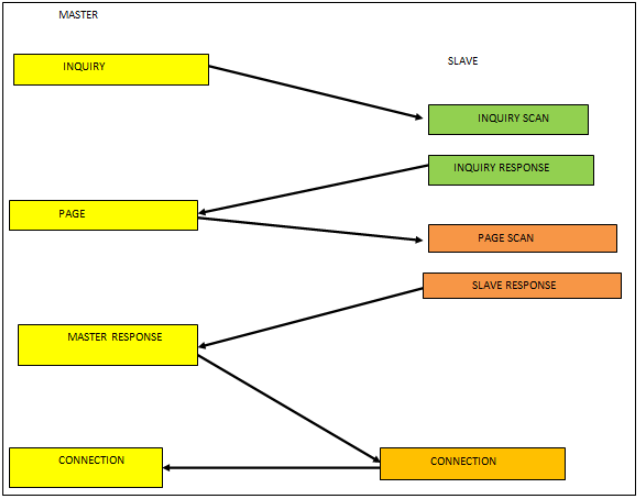 MASTER
SLAVE
INQUIRY
INQUIRY SCAN
INQUIRY RESPONSE
PAGE
PAGE SCAN
SLAVE RESPONSE
MASTER RESPONSE
CONNECTION
CONNECTION